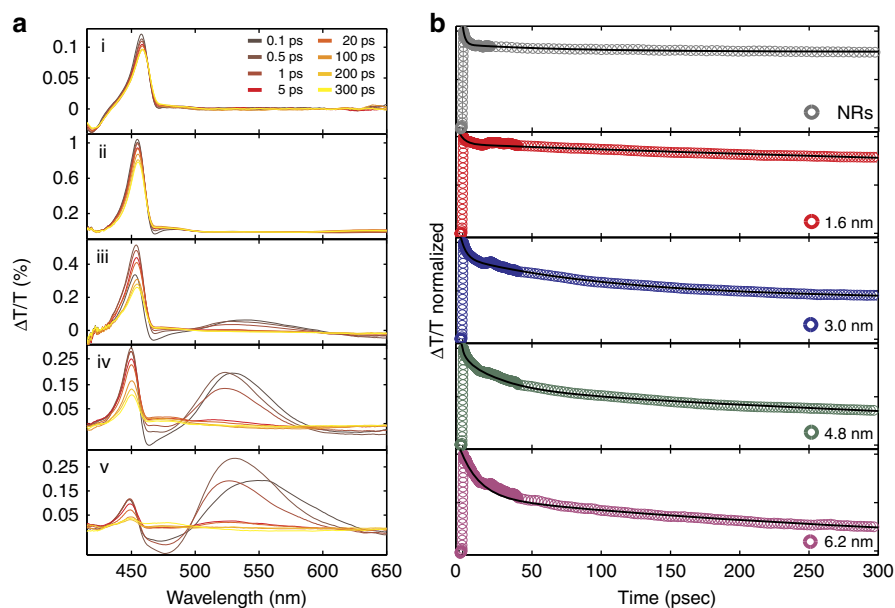 a
b
i
0.1 ps
20 ps
0.5 ps
100 ps
1 ps
200 ps
5 ps
300 ps
0.1
0.05
0
ii
1
0.6
0.2
iii
0.4
0.2
0
iv
0.25
0.15
0.05
v
0.25
0.15
0.05
450 500 550 600 650
Wavelength (nm)
ΔT/T (%)
NRs
1.6 nm
3.0 nm
4.8 nm
6.2 nm
0 50 100 150 200 250 300
Time (psec)
ΔT/T normalized